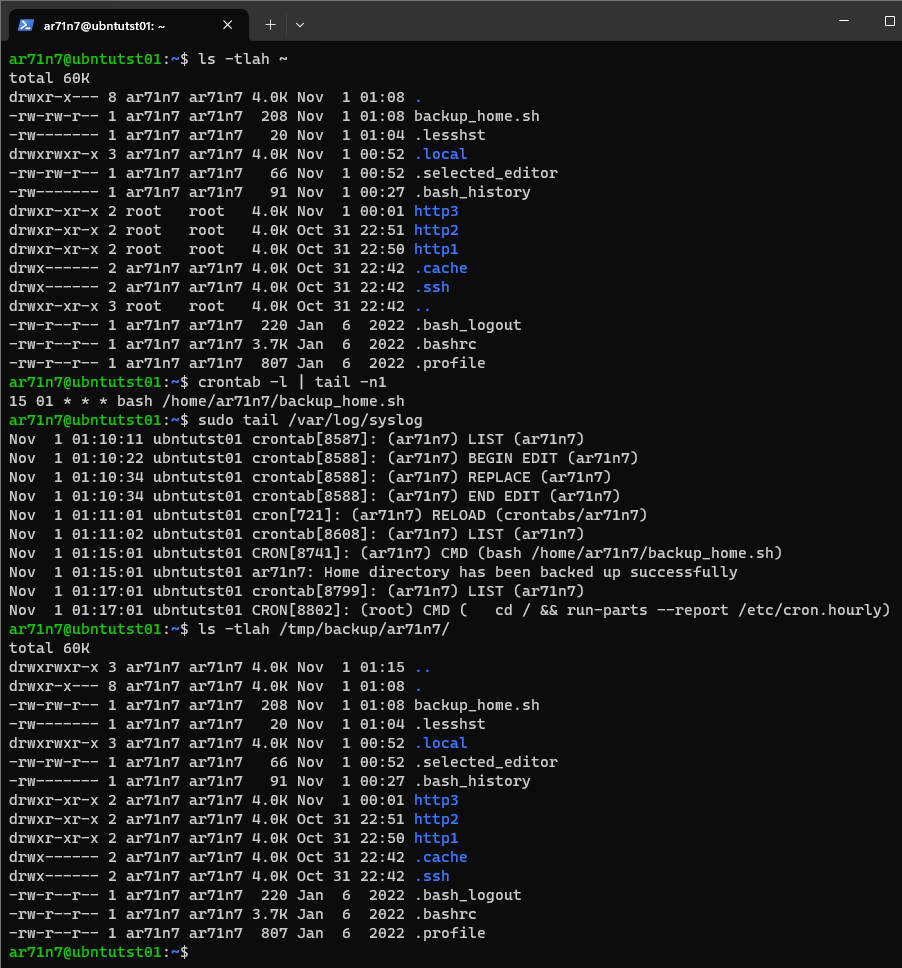 ar71n7@ubntutst01: ~
ar71n7@ubntutst01:~$ ls -tlah ~
total 60K
drwxr-x--- 8 ar71n7 ar71n7 4.0K Nov  1 01:08 .
-rw-rw-r-- 1 ar71n7 ar71n7  208 Nov  1 01:08 backup_home.sh
-rw------- 1 ar71n7 ar71n7   20 Nov  1 01:04 .lesshst
drwxrwxr-x 3 ar71n7 ar71n7 4.0K Nov  1 00:52 .local
-rw-rw-r-- 1 ar71n7 ar71n7   66 Nov  1 00:52 .selected_editor
-rw------- 1 ar71n7 ar71n7   91 Nov  1 00:27 .bash_history
drwxr-xr-x 2 root   root   4.0K Nov  1 00:01 http3
drwxr-xr-x 2 root   root   4.0K Oct 31 22:51 http2
drwxr-xr-x 2 root   root   4.0K Oct 31 22:50 http1
drwx------ 2 ar71n7 ar71n7 4.0K Oct 31 22:42 .cache
drwx------ 2 ar71n7 ar71n7 4.0K Oct 31 22:42 .ssh
drwxr-xr-x 3 root   root   4.0K Oct 31 22:42 ..
-rw-r--r-- 1 ar71n7 ar71n7  220 Jan  6  2022 .bash_logout
-rw-r--r-- 1 ar71n7 ar71n7 3.7K Jan  6  2022 .bashrc
-rw-r--r-- 1 ar71n7 ar71n7  807 Jan  6  2022 .profile
ar71n7@ubntutst01:~$ crontab -l | tail -n1
15 01 * * * bash /home/ar71n7/backup_home.sh
ar71n7@ubntutst01:~$ sudo tail /var/log/syslog
Nov  1 01:10:11 ubntutst01 crontab[8587]: (ar71n7) LIST (ar71n7)
Nov  1 01:10:22 ubntutst01 crontab[8588]: (ar71n7) BEGIN EDIT (ar71n7)
Nov  1 01:10:34 ubntutst01 crontab[8588]: (ar71n7) REPLACE (ar71n7)
Nov  1 01:10:34 ubntutst01 crontab[8588]: (ar71n7) END EDIT (ar71n7)
Nov  1 01:11:01 ubntutst01 cron[721]: (ar71n7) RELOAD (crontabs/ar71n7)
Nov  1 01:11:02 ubntutst01 crontab[8608]: (ar71n7) LIST (ar71n7)
Nov  1 01:15:01 ubntutst01 CRON[8741]: (ar71n7) CMD (bash /home/ar71n7/backup_home.sh)
Nov  1 01:15:01 ubntutst01 ar71n7: Home directory has been backed up successfully
Nov  1 01:17:01 ubntutst01 crontab[8799]: (ar71n7) LIST (ar71n7)
Nov  1 01:17:01 ubntutst01 CRON[8802]: (root) CMD (   cd / && run-parts --report /etc/cron.hourly)
ar71n7@ubntutst01:~$ ls -tlah /tmp/backup/ar71n7/
total 60K
drwxrwxr-x 3 ar71n7 ar71n7 4.0K Nov  1 01:15 ..
drwxr-x--- 8 ar71n7 ar71n7 4.0K Nov  1 01:08 .
-rw-rw-r-- 1 ar71n7 ar71n7  208 Nov  1 01:08 backup_home.sh
-rw------- 1 ar71n7 ar71n7   20 Nov  1 01:04 .lesshst
drwxrwxr-x 3 ar71n7 ar71n7 4.0K Nov  1 00:52 .local
-rw-rw-r-- 1 ar71n7 ar71n7   66 Nov  1 00:52 .selected_editor
-rw------- 1 ar71n7 ar71n7   91 Nov  1 00:27 .bash_history
drwxr-xr-x 2 ar71n7 ar71n7 4.0K Nov  1 00:01 http3
drwxr-xr-x 2 ar71n7 ar71n7 4.0K Oct 31 22:51 http2
drwxr-xr-x 2 ar71n7 ar71n7 4.0K Oct 31 22:50 http1
drwx------ 2 ar71n7 ar71n7 4.0K Oct 31 22:42 .cache
drwx------ 2 ar71n7 ar71n7 4.0K Oct 31 22:42 .ssh
-rw-r--r-- 1 ar71n7 ar71n7  220 Jan  6  2022 .bash_logout
-rw-r--r-- 1 ar71n7 ar71n7 3.7K Jan  6  2022 .bashrc
-rw-r--r-- 1 ar71n7 ar71n7  807 Jan  6  2022 .profile
ar71n7@ubntutst01:~$